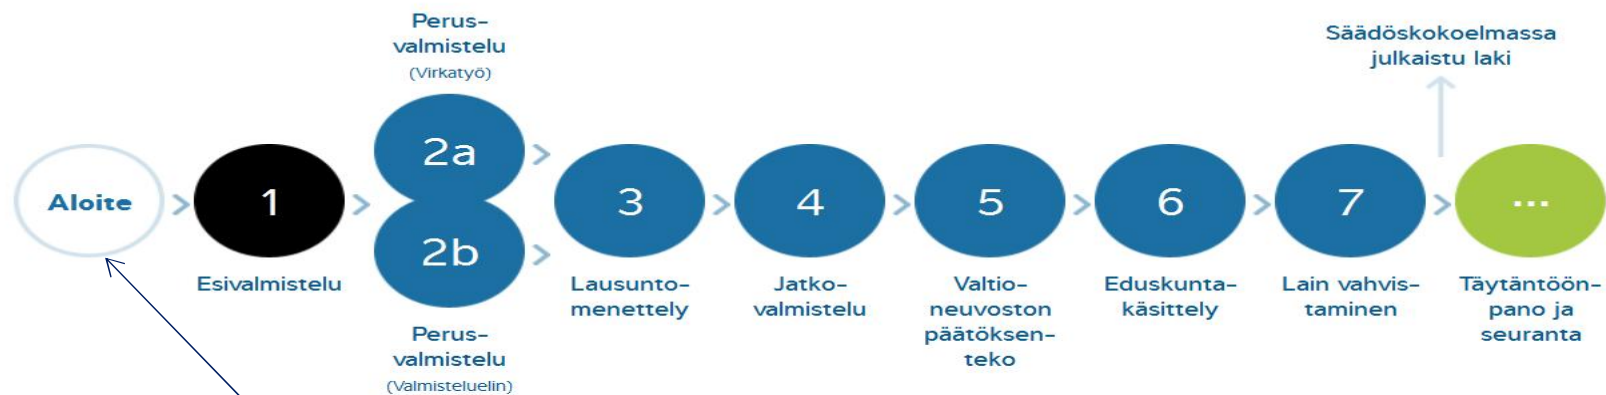 Aloite
1
Esivalmistelu
Perus-
valmistelu
(Virkatyö)
2a
2b
Perus-
valmistelu
(Valmisteluelin)
3
Lausunto-
menettely
4
Jatko-
valmistelu
5
Valtio-
neuvoston
päätöksen-
teko
6
Eduskunta-
käsittely
7
Lain vahvis-
taminen
Säädöskokoelmassa
julkaistu laki
...
Täytäntöön-
pano ja
seuranta